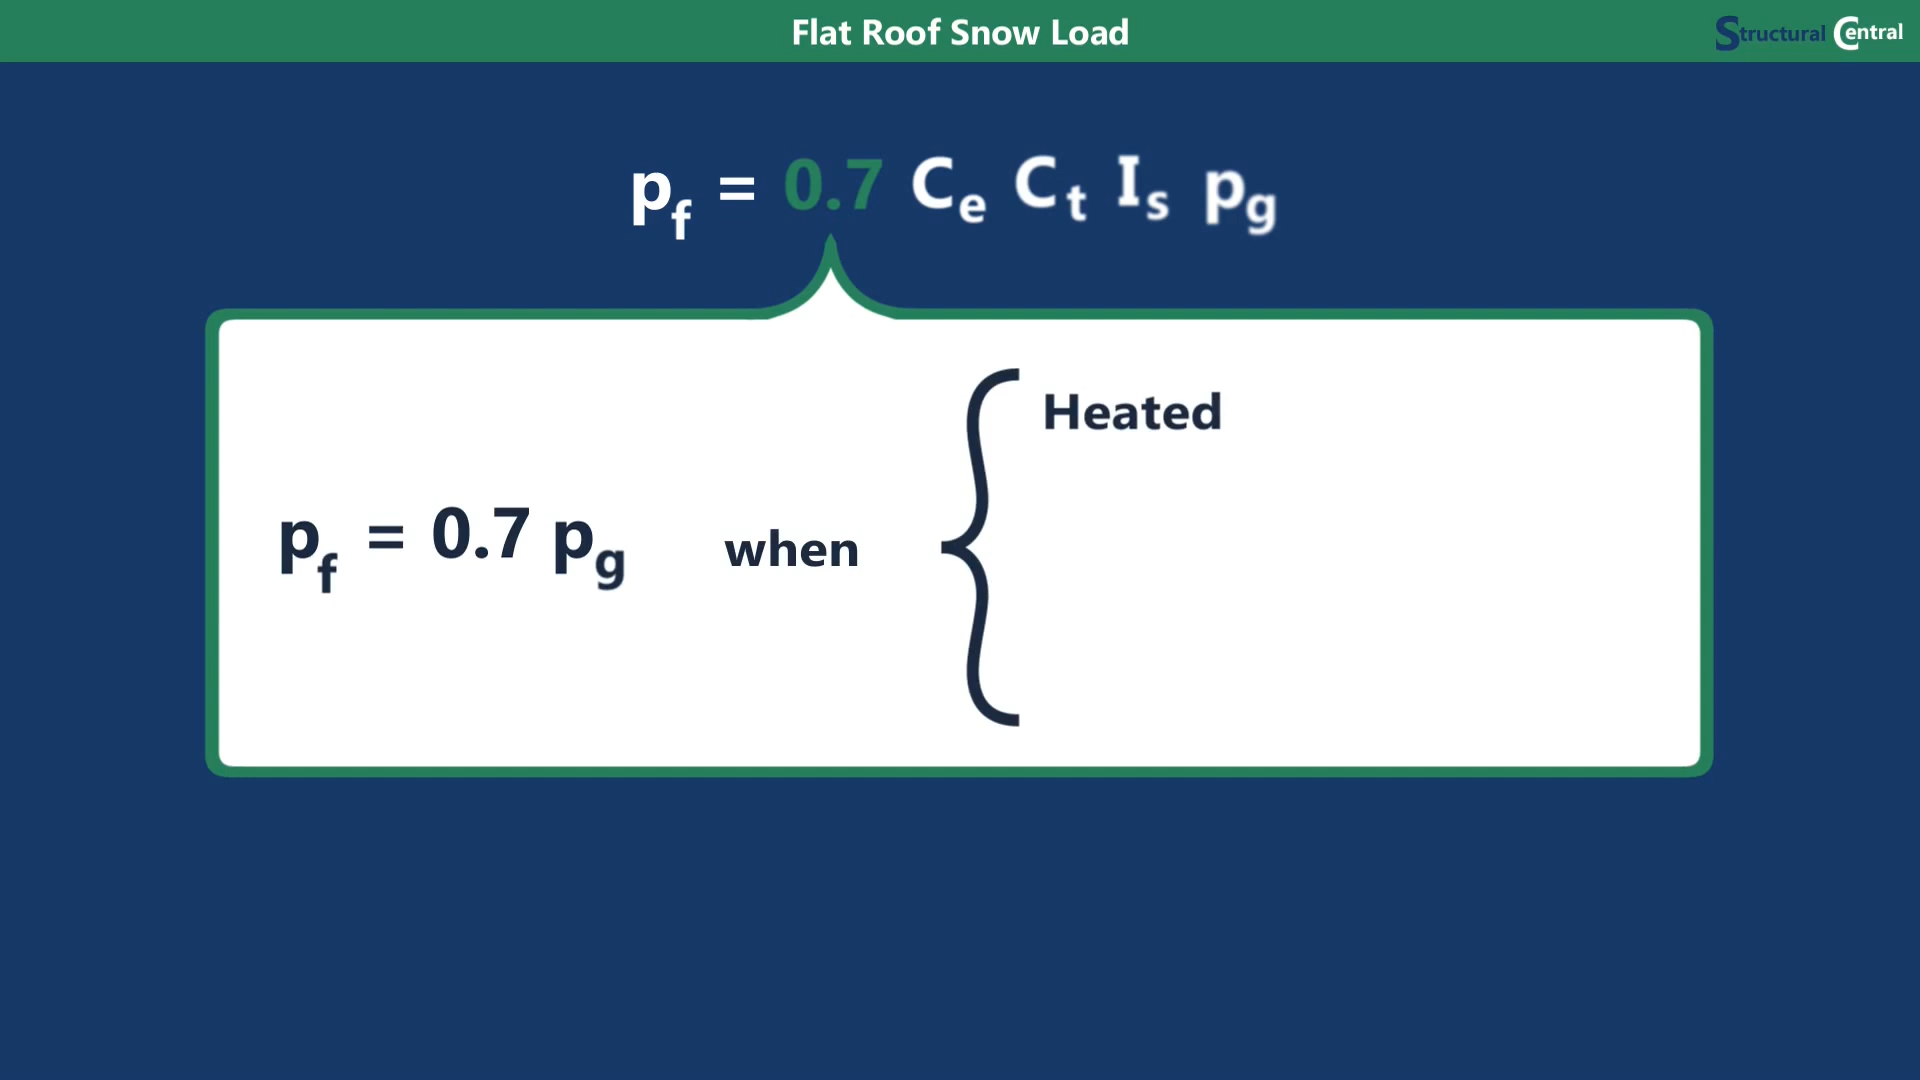 Flat Roof Snow Load
Structural Central
pf = 0.7 Ce Ct Is pg
Heated
pf = 0.7 pg when